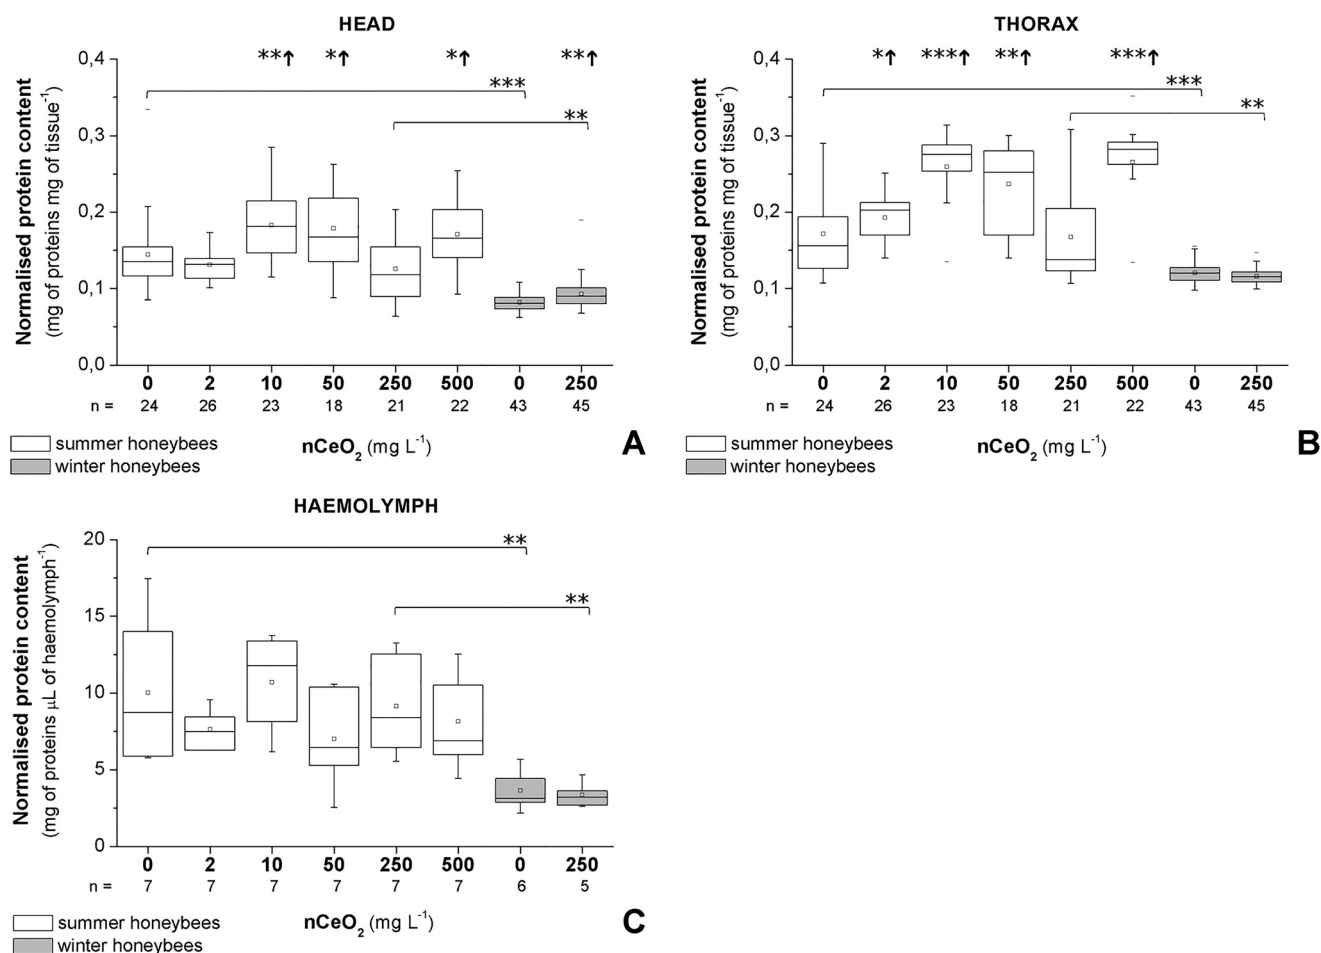 HEAD
**↑ *↑ *↑ **↑
***
**
Normalised protein content
(mg of proteins mg of tissue⁻¹)
0,4
0,3
0,2
0,1
0,0
0 2 10 50 250 500 0 250
n = 24 26 23 18 21 22 43 45
summer honeybees
winter honeybees
nCeO₂ (mg L⁻¹)
A
THORAX
*↑ ***↑ **↑ ***↑
***
**
Normalised protein content
(mg of proteins mg of tissue⁻¹)
0,4
0,3
0,2
0,1
0,0
0 2 10 50 250 500 0 250
n = 24 26 23 18 21 22 43 45
summer honeybees
winter honeybees
nCeO₂ (mg L⁻¹)
B
HAEMOLYMPH
**
**
Normalised protein content
(mg of proteins µL of haemolymph⁻¹)
20
15
10
5
0
0 2 10 50 250 500 0 250
n = 7 7 7 7 7 7 6 5
summer honeybees
winter honeybees
nCeO₂ (mg L⁻¹)
C